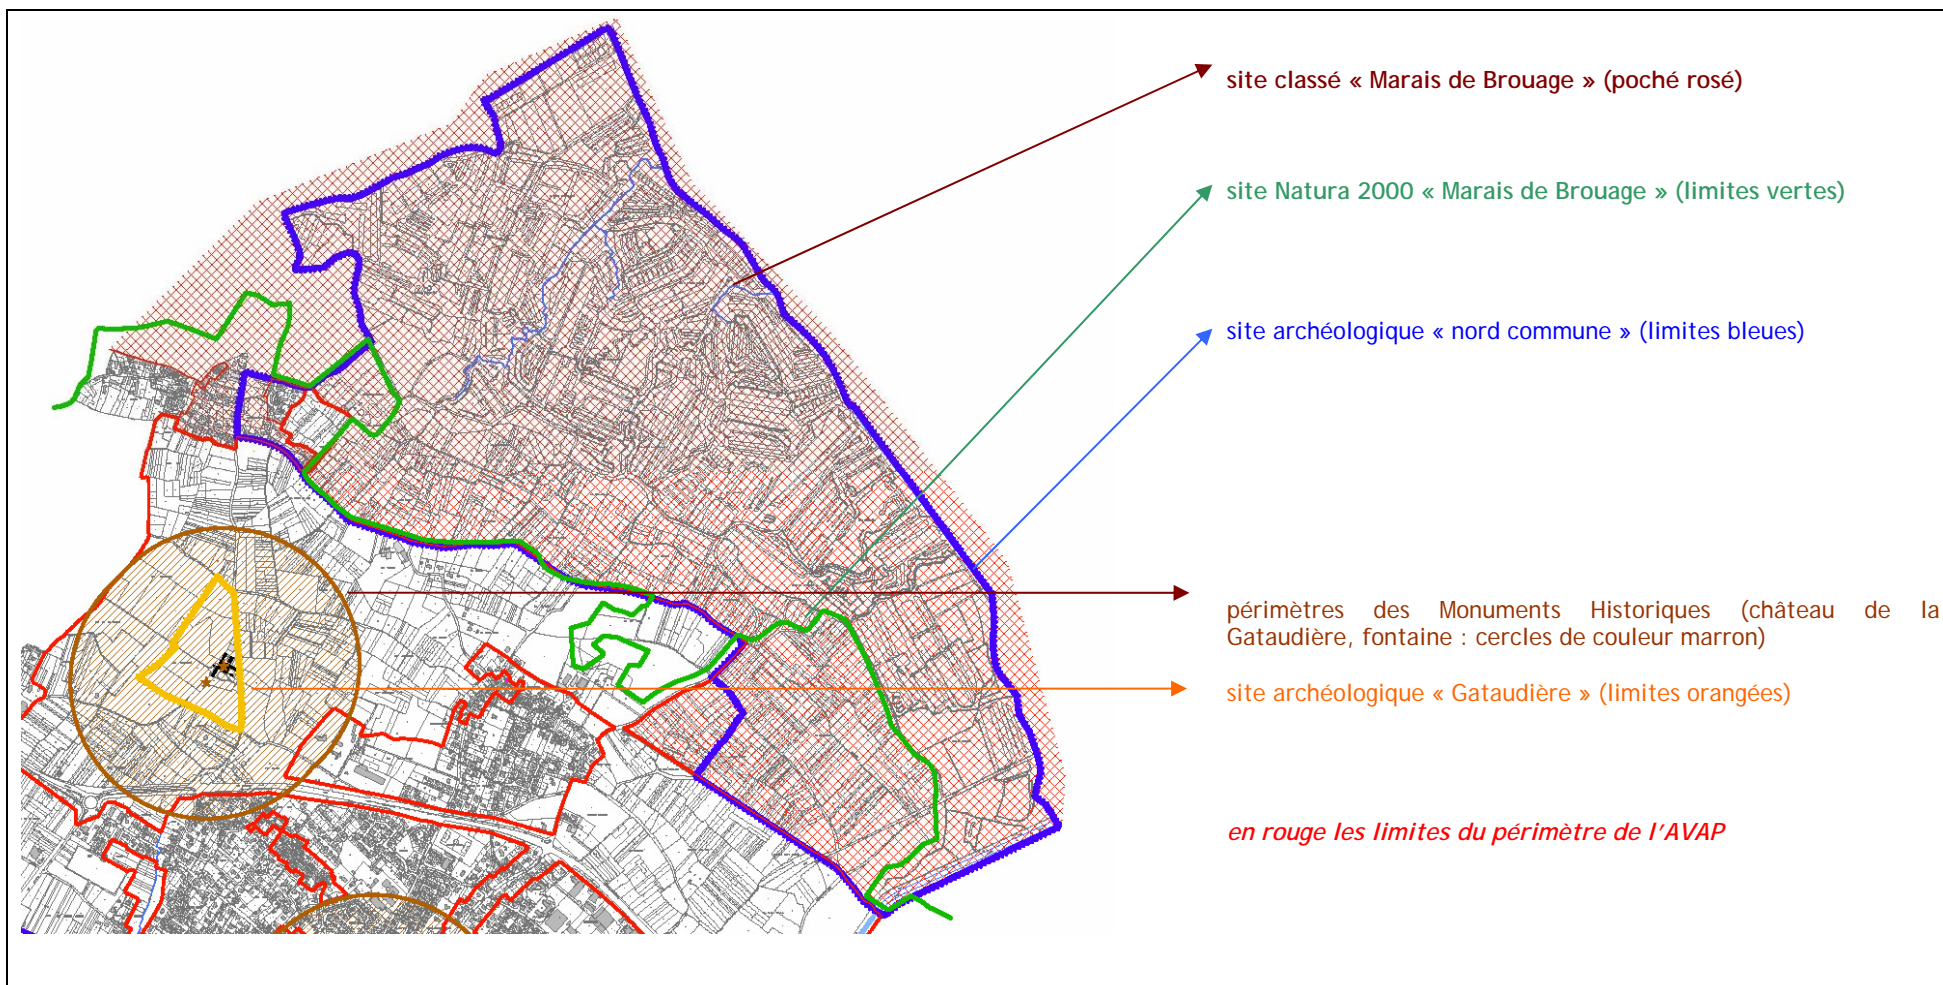 site classé « Marais de Brouage » (poché rosé)
site Natura 2000 « Marais de Brouage » (limites vertes)
site archéologique « nord commune » (limites bleues)
périmètres des Monuments Historiques (château de la
Gataudière, fontaine : cercles de couleur marron)
site archéologique « Gataudière » (limites orangées)
en rouge les limites du périmètre de l'AVAP